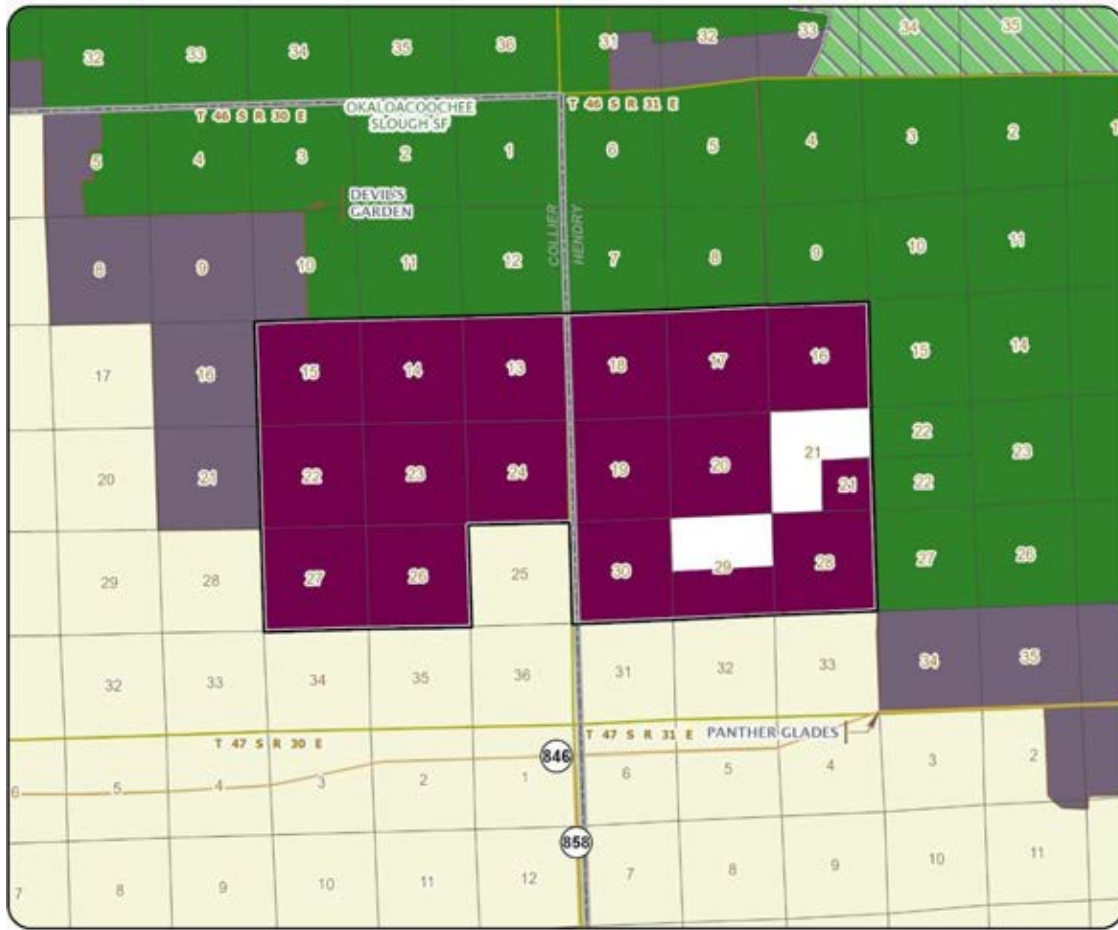 32 33 34 35 36 31 32 33 34 35
OKALOACOOCHEE
SLOUGH SF
T 46 S R 30 E T 46 S R 31 E
5 4 3 2 1 6 5 4 3 2
DEVIL'S
GARDEN
COLLIER
HENDRY
8 9 10 11 12 7 8 9 10 11
17 16 15 14 13 18 17 16 15 14
22
20 21 22 23 24 19 20 21 23
21 22
29 28 27 26 25 30 29 28 27 26
32 33 34 35 36 31 32 33 34 35
T 47 S R 30 E T 47 S R 31 E PANTHER GLADES
846
6 5 4 3 2 1 6 5 4 3 2
858
7 8 9 10 11 12 7 8 9 10 11